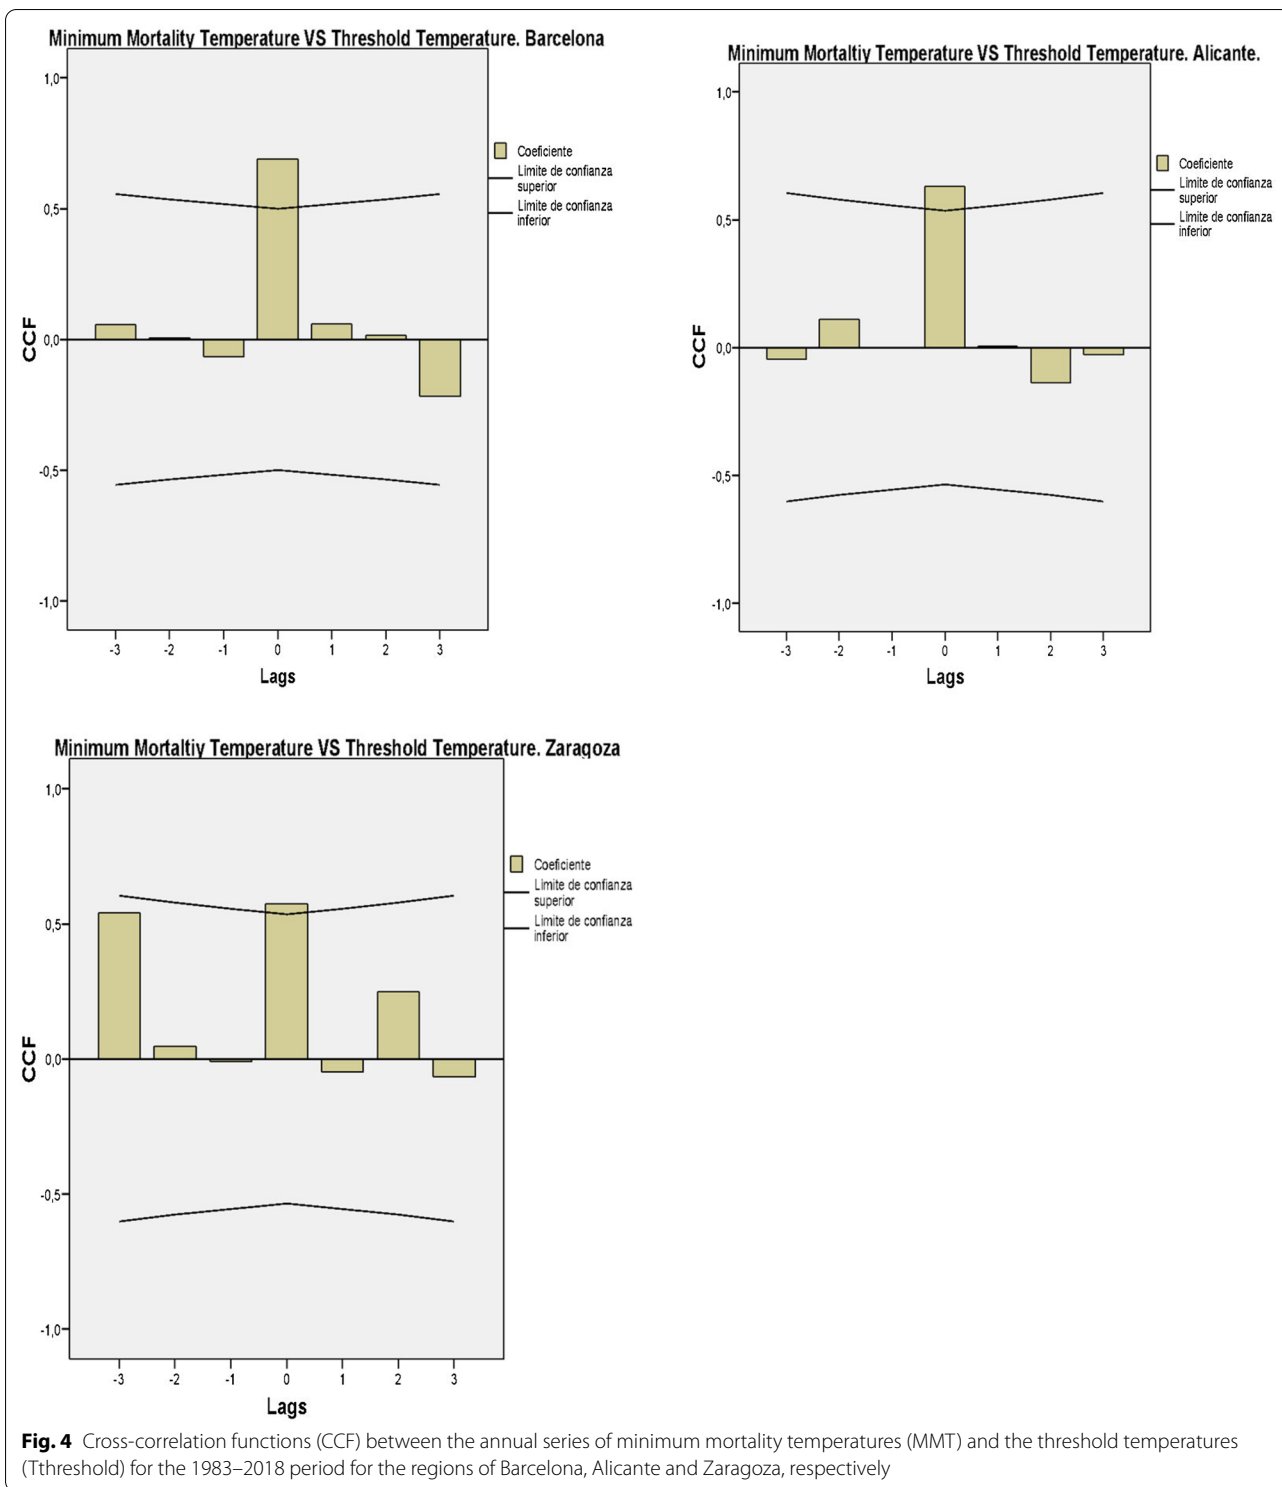 Minimum Mortality Temperature VS Threshold Temperature. Barcelona
1,0
0,5
0,0
-0,5
-1,0
CCF
-3 -2 -1 0 1 2 3
Lags
Coeficiente
Límite de confianza
superior
Límite de confianza
inferior
Minimum Mortaltiy Temperature VS Threshold Temperature. Alicante.
1,0
0,5
0,0
-0,5
-1,0
CCF
-3 -2 -1 0 1 2 3
Lags
Coeficiente
Límite de confianza
superior
Límite de confianza
inferior
Minimum Mortaltiy Temperature VS Threshold Temperature. Zaragoza
1,0
0,5
0,0
-0,5
-1,0
CCF
-3 -2 -1 0 1 2 3
Lags
Coeficiente
Límite de confianza
superior
Límite de confianza
inferior
Fig. 4 Cross-correlation functions (CCF) between the annual series of minimum mortality temperatures (MMT) and the threshold temperatures
(Tthreshold) for the 1983–2018 period for the regions of Barcelona, Alicante and Zaragoza, respectively